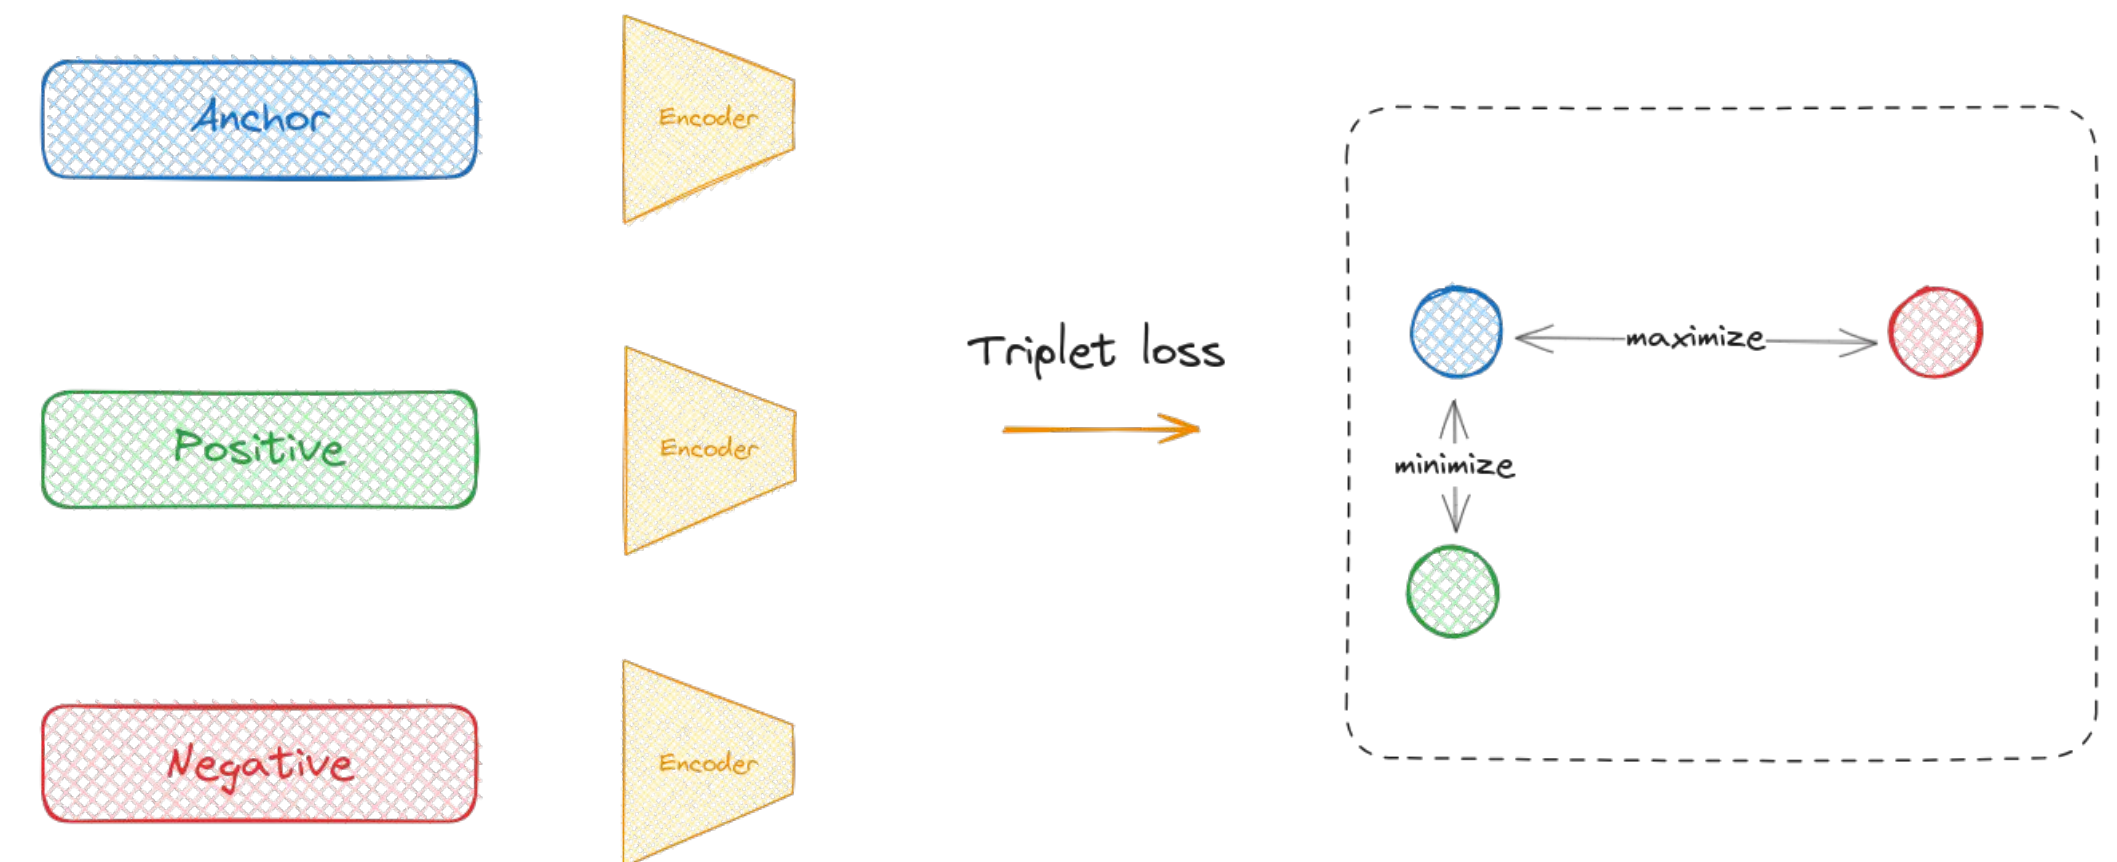 Anchor
Encoder
Positive
Encoder
Negative
Encoder
Triplet loss
maximize
minimize